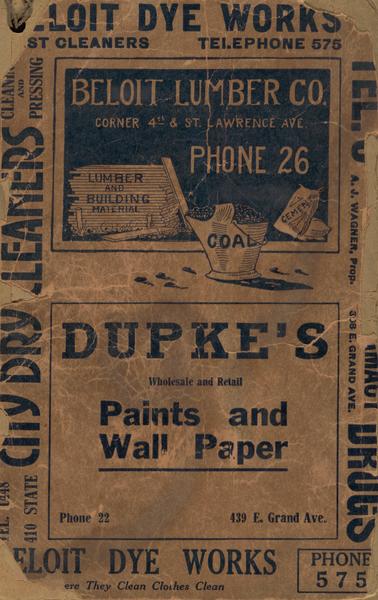 ELOIT DYE WORKS
ST CLEANERS TELEPHONE 575
CLEANING
AND
PRESSING
CITY DRY CLEANERS
TEL. 0448
410 STATE
BELOIT LUMBER CO.
CORNER 4TH & ST. LAWRENCE AVE.
PHONE 26
LUMBER
AND
BUILDING
MATERIAL
COAL
CEMENT
DUPKE'S
Wholesale and Retail
Paints and
Wall Paper
Phone 22 439 E. Grand Ave.
A. J. WAGNER, Prop.
E. GRAND AVE.
DRUGS
ELOIT DYE WORKS
ere They Clean Clothes Clean
PHONE
575